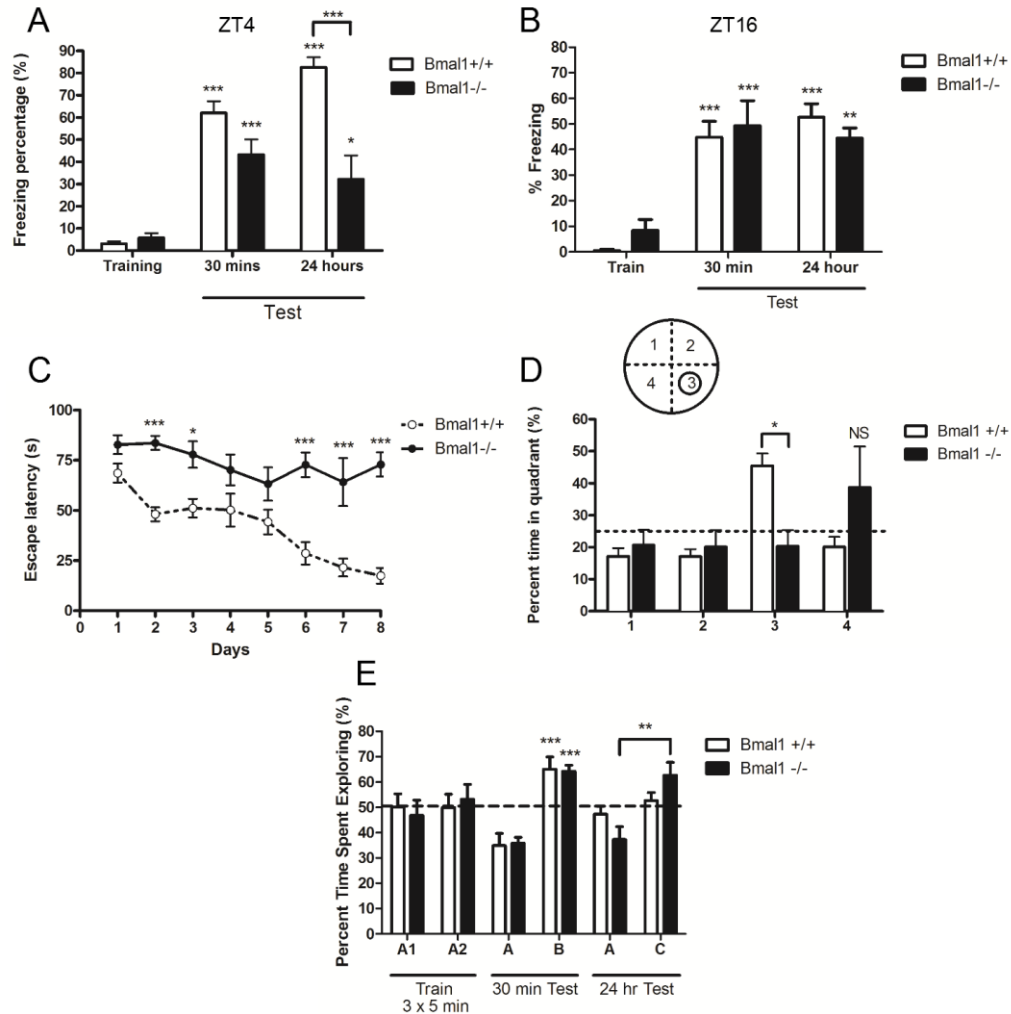 A
ZT4
Freezing percentage (%)
90
80
70
60
50
40
30
20
10
0
***
***
***
***
*
Training
30 mins
24 hours
Test
Bmal1+/+
Bmal1-/-
B
ZT16
% Freezing
80
70
60
50
40
30
20
10
0
***
***
***
**
Train
30 min
24 hour
Test
Bmal1+/+
Bmal1-/-
C
Escape latency (s)
100
75
50
25
0
***
*
***
***
***
0
1
2
3
4
5
6
7
8
Days
Bmal1+/+
Bmal1-/-
1
2
4
3
D
Percent time in quadrant (%)
60
50
40
30
20
10
0
*
NS
1
2
3
4
Bmal1 +/+
Bmal1 -/-
E
Percent Time Spent Exploring (%)
80
70
60
50
40
30
20
10
0
***
***
**
A1
A2
A
B
A
C
Train
3 x 5 min
30 min Test
24 hr Test
Bmal1 +/+
Bmal1 -/-